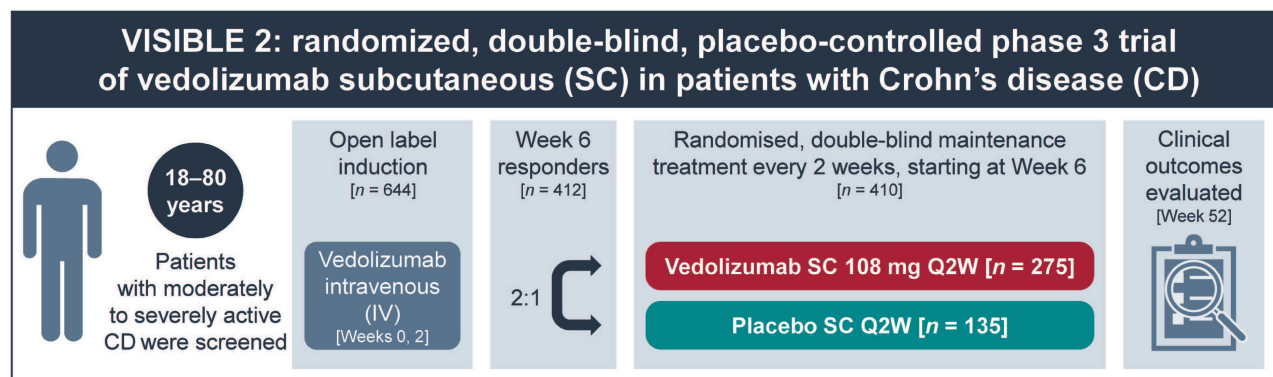 VISIBLE 2: randomized, double-blind, placebo-controlled phase 3 trial
of vedolizumab subcutaneous (SC) in patients with Crohn’s disease (CD)
18–80
years
Patients
with moderately
to severely active
CD were screened
Open label
induction
[n = 644]
Vedolizumab
intravenous
(IV)
[Weeks 0, 2]
Week 6
responders
[n = 412]
2:1
Randomised, double-blind maintenance
treatment every 2 weeks, starting at Week 6
[n = 410]
Vedolizumab SC 108 mg Q2W [n = 275]
Placebo SC Q2W [n = 135]
Clinical
outcomes
evaluated
[Week 52]